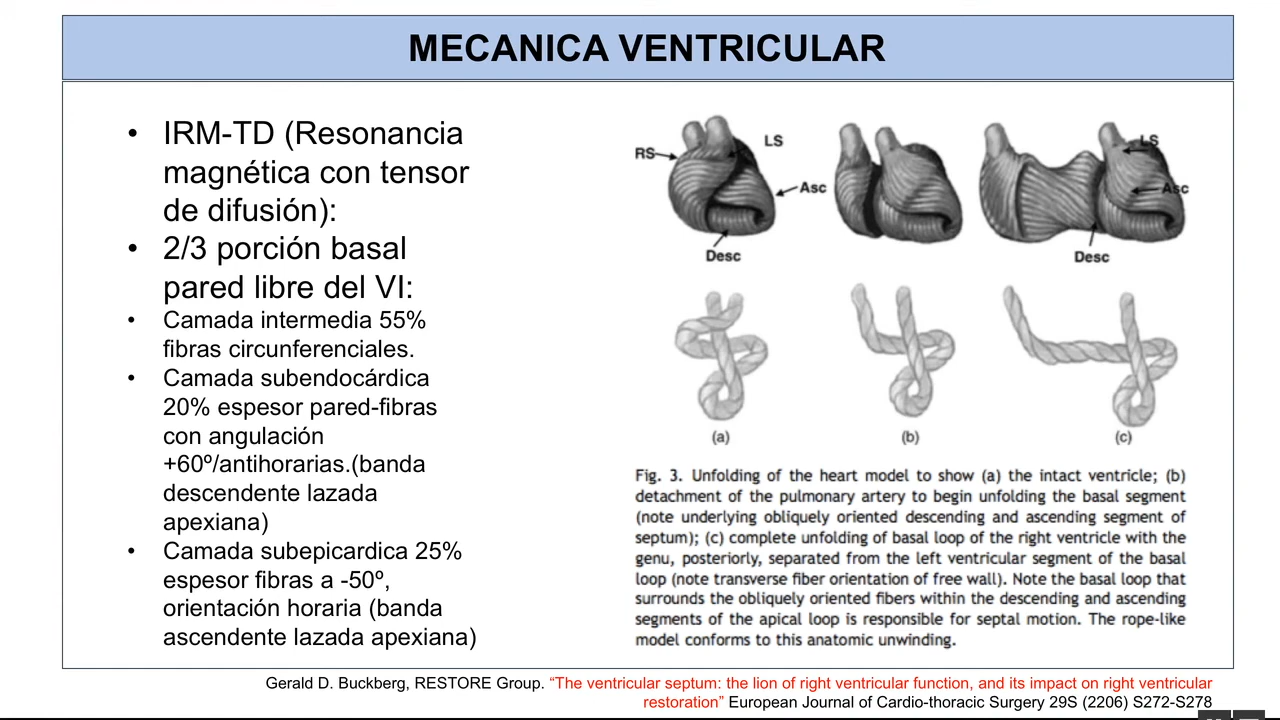 MECANICA VENTRICULAR
• IRM-TD (Resonancia
magnética con tensor
de difusión):
• 2/3 porción basal
pared libre del VI:
• Camada intermedia 55%
fibras circunferenciales.
• Camada subendocárdica
20% espesor pared-fibras
con angulación
+60º/antihorarias.(banda
descendente lazada
apexiana)
• Camada subepicardica 25%
espesor fibras a -50º,
orientación horaria (banda
ascendente lazada apexiana)
RS
LS
Asc
Desc
LS
Asc
Desc
(a)
(b)
(c)
Fig. 3. Unfolding of the heart model to show (a) the intact ventricle; (b)
detachment of the pulmonary artery to begin unfolding the basal segment
(note underlying obliquely oriented descending and ascending segment of
septum); (c) complete unfolding of basal loop of the right ventricle with the
genu, posteriorly, separated from the left ventricular segment of the basal
loop (note transverse fiber orientation of free wall). Note the basal loop that
surrounds the obliquely oriented fibers within the descending and ascending
segments of the apical loop is responsible for septal motion. The rope-like
model conforms to this anatomic unwinding.
Gerald D. Buckberg, RESTORE Group. “The ventricular septum: the lion of right ventricular function, and its impact on right ventricular
restoration” European Journal of Cardio-thoracic Surgery 29S (2206) S272-S278